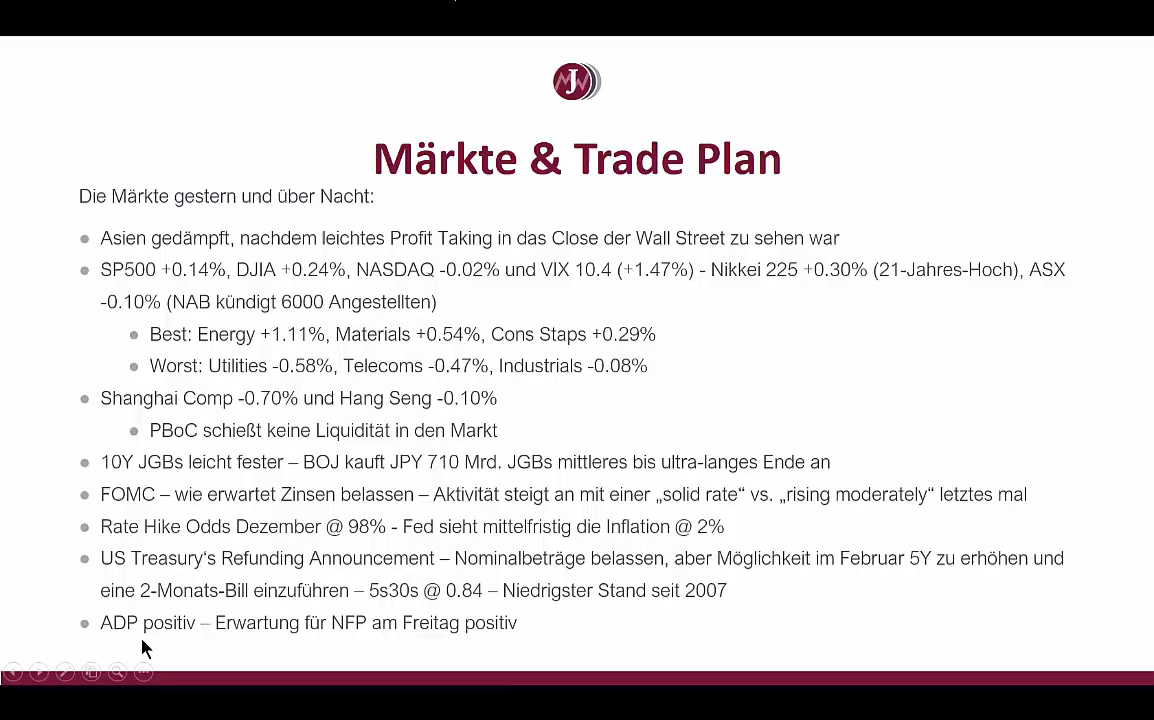 J
Märkte & Trade Plan
Die Märkte gestern und über Nacht:
Asien gedämpft, nachdem leichtes Profit Taking in das Close der Wall Street zu sehen war
SP500 +0.14%, DJIA +0.24%, NASDAQ -0.02% und VIX 10.4 (+1.47%) - Nikkei 225 +0.30% (21-Jahres-Hoch), ASX
-0.10% (NAB kündigt 6000 Angestellten)
Best: Energy +1.11%, Materials +0.54%, Cons Staps +0.29%
Worst: Utilities -0.58%, Telecoms -0.47%, Industrials -0.08%
Shanghai Comp -0.70% und Hang Seng -0.10%
PBoC schießt keine Liquidität in den Markt
10Y JGBs leicht fester – BOJ kauft JPY 710 Mrd. JGBs mittleres bis ultra-langes Ende an
FOMC – wie erwartet Zinsen belassen – Aktivität steigt an mit einer „solid rate“ vs. „rising moderately“ letztes mal
Rate Hike Odds Dezember @ 98% - Fed sieht mittelfristig die Inflation @ 2%
US Treasury‘s Refunding Announcement – Nominalbeträge belassen, aber Möglichkeit im Februar 5Y zu erhöhen und
eine 2-Monats-Bill einzuführen – 5s30s @ 0.84 – Niedrigster Stand seit 2007
ADP positiv – Erwartung für NFP am Freitag positiv